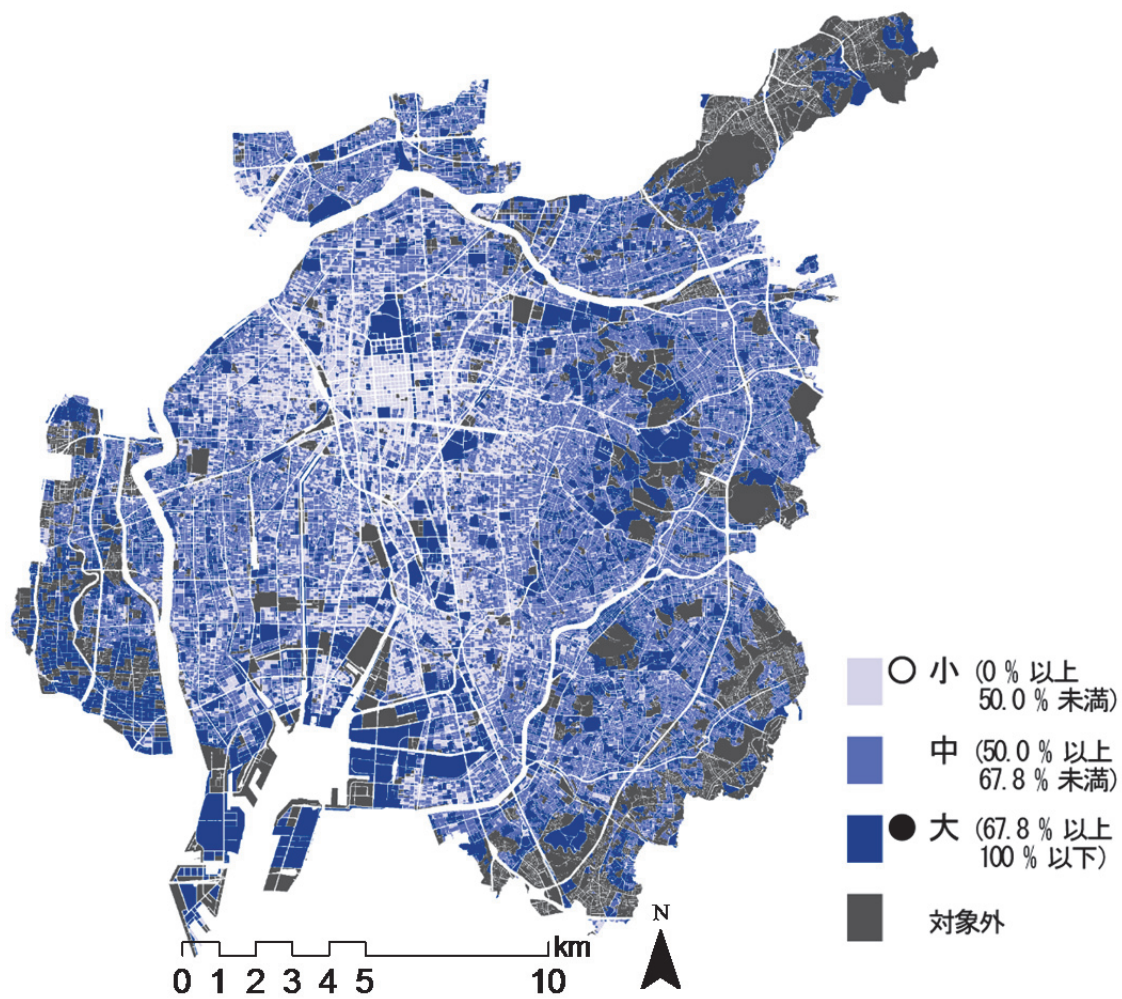 ○ 小 (0 % 以上
50.0 % 未満)
中 (50.0 % 以上
67.8 % 未満)
● 大 (67.8 % 以上
100 % 以下)
対象外
N
km
0 1 2 3 4 5 10